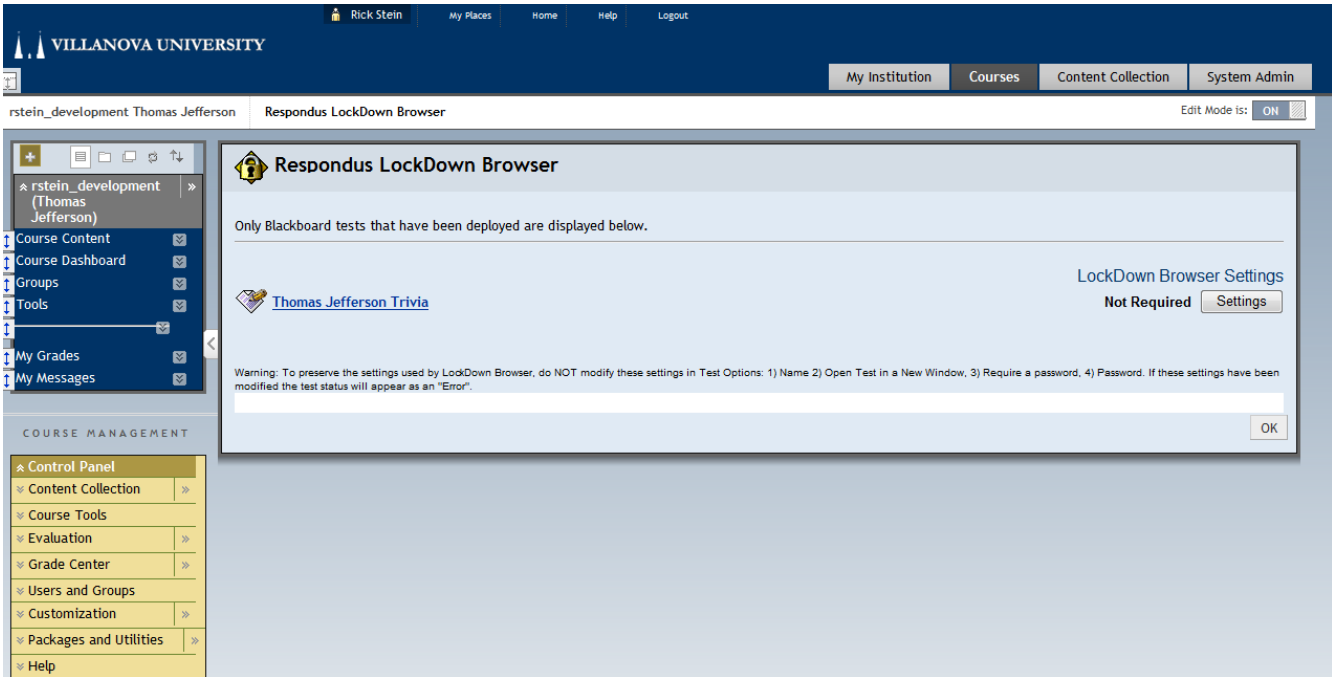 Rick Stein My Places Home Help Logout
VILLANOVA UNIVERSITY
My Institution Courses Content Collection System Admin
rstein_development Thomas Jefferson Respondus LockDown Browser Edit Mode is: ON
rstein_development
(Thomas
Jefferson)
Course Content
Course Dashboard
Groups
Tools
My Grades
My Messages
COURSE MANAGEMENT
Control Panel
Content Collection
Course Tools
Evaluation
Grade Center
Users and Groups
Customization
Packages and Utilities
Help
Respondus LockDown Browser
Only Blackboard tests that have been deployed are displayed below.
LockDown Browser Settings
Thomas Jefferson Trivia Not Required Settings
Warning: To preserve the settings used by LockDown Browser, do NOT modify these settings in Test Options: 1) Name 2) Open Test in a New Window, 3) Require a password, 4) Password. If these settings have been
modified the test status will appear as an "Error".
OK